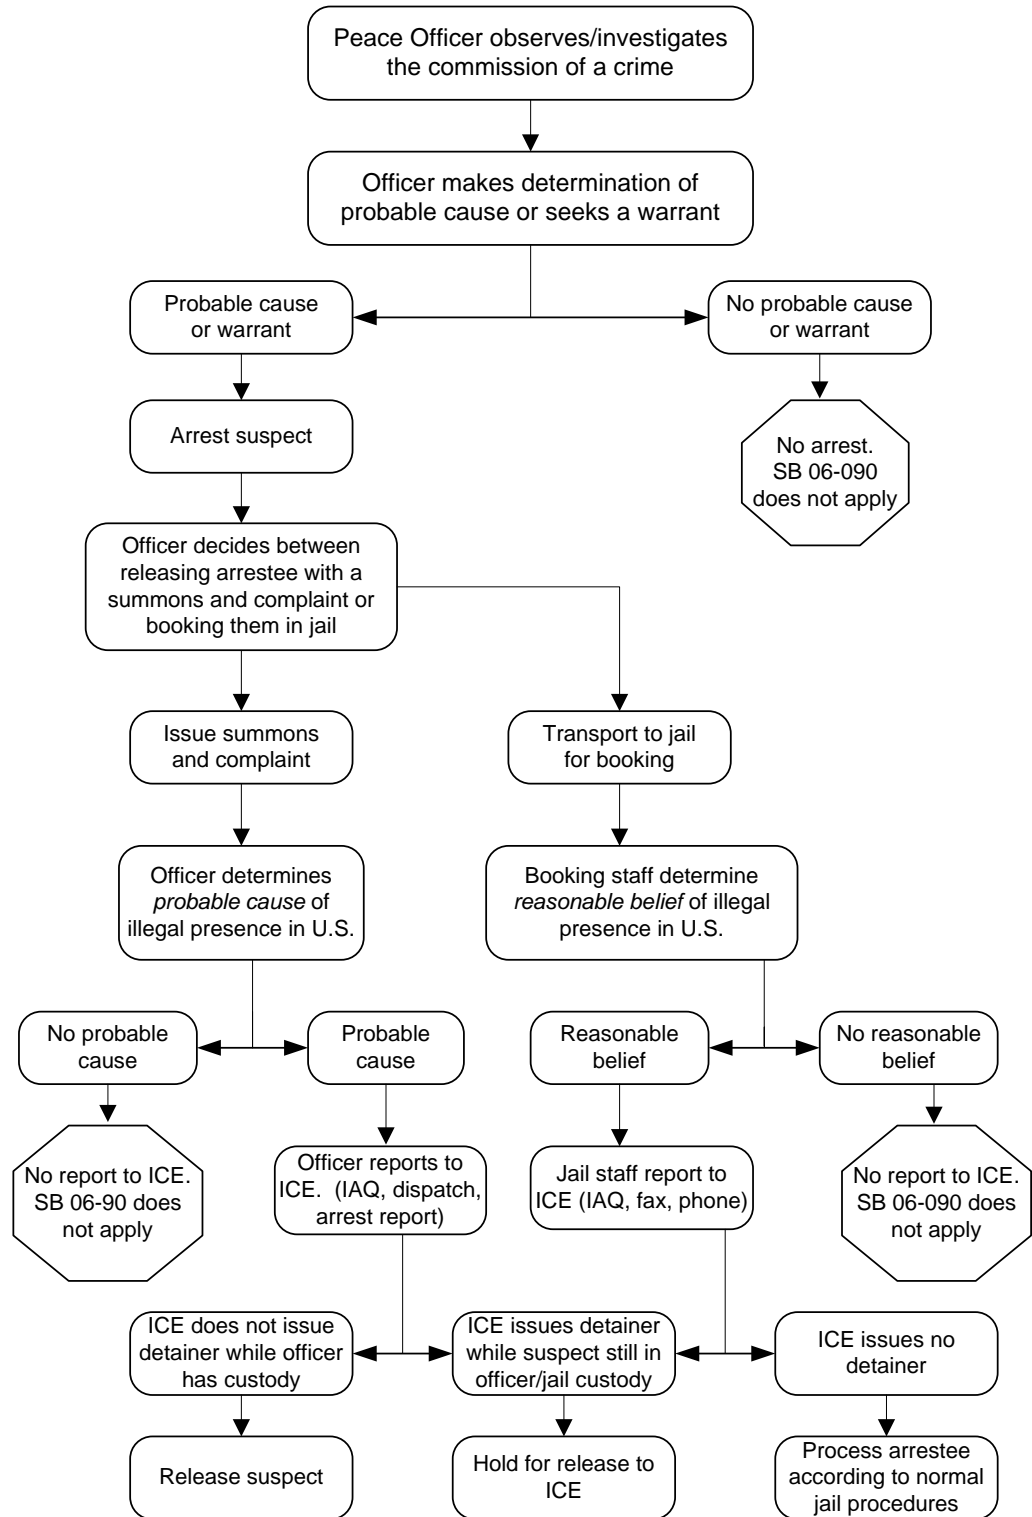 Peace Officer observes/investigates
the commission of a crime
Officer makes determination of
probable cause or seeks a warrant
Probable cause
or warrant
No probable cause
or warrant
Arrest suspect
No arrest.
SB 06-090
does not apply
Officer decides between
releasing arrestee with a
summons and complaint or
booking them in jail
Issue summons
and complaint
Transport to jail
for booking
Officer determines
probable cause of
illegal presence in U.S.
Booking staff determine
reasonable belief of illegal
presence in U.S.
No probable
cause
Probable
cause
Reasonable
belief
No reasonable
belief
No report to ICE.
SB 06-90 does
not apply
Officer reports to
ICE.  (IAQ, dispatch,
arrest report)
Jail staff report to
ICE (IAQ, fax, phone)
No report to ICE.
SB 06-090 does
not apply
ICE does not issue
detainer while officer
has custody
ICE issues detainer
while suspect still in
officer/jail custody
ICE issues no
detainer
Release suspect
Hold for release to
ICE
Process arrestee
according to normal
jail procedures